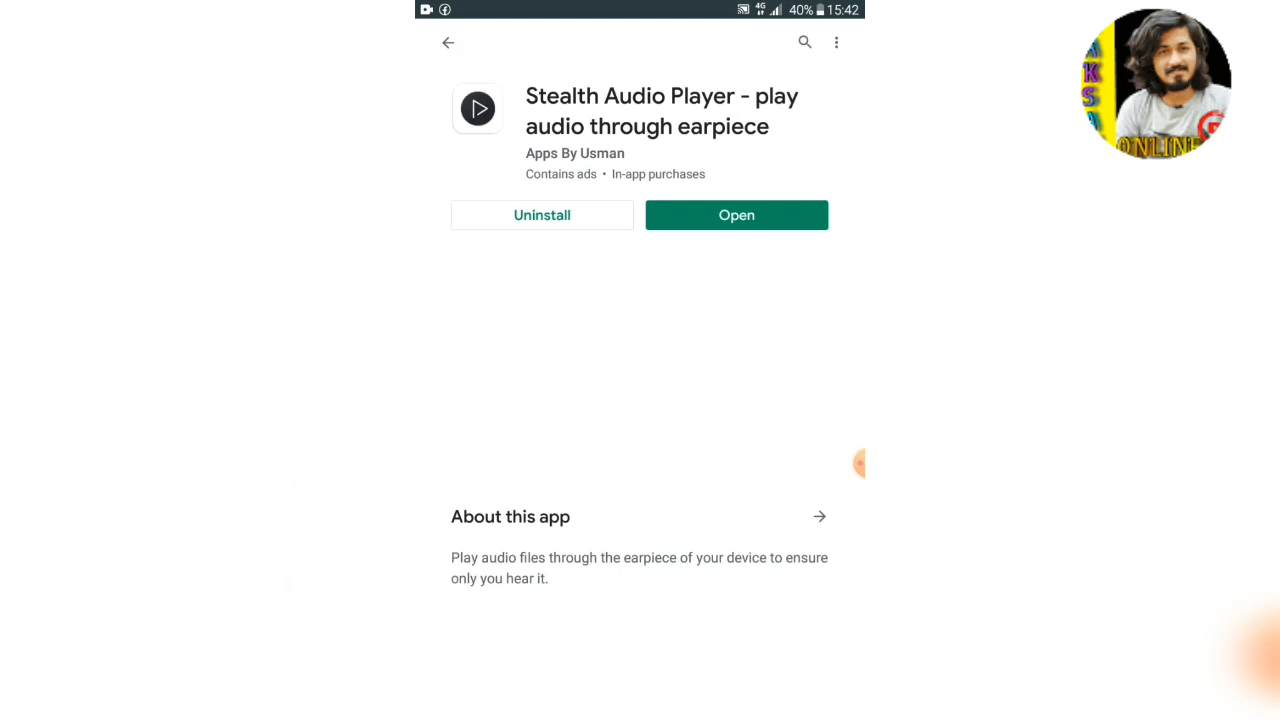 4G
40%
15:42
Stealth Audio Player - play
audio through earpiece
Apps By Usman
Contains ads • In-app purchases
Uninstall
Open
About this app
Play audio files through the earpiece of your device to ensure
only you hear it.
A
K
S
A
ONLINE